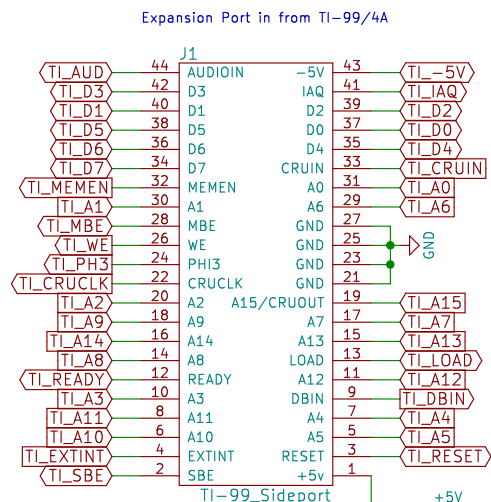 Expansion Port in from TI-99/4A
J1
TI_AUD 44 AUDIOIN -5V 43 TI_-5V
TI_D3 42 D3 IAQ 41 TI_IAQ
TI_D1 40 D1 D2 39 TI_D2
TI_D5 38 D5 D0 37 TI_D0
TI_D6 36 D6 D4 35 TI_D4
TI_D7 34 D7 CRUIN 33 TI_CRUIN
TI_MEMEN 32 MEMEN A0 31 TI_A0
TI_A1 30 A1 A6 29 TI_A6
TI_MBE 28 MBE GND 27
TI_WE 26 WE GND 25 GND
TI_PH3 24 PHI3 GND 23
TI_CRUCLK 22 CRUCLK GND 21
TI_A2 20 A2 A15/CRUOUT 19 TI_A15
TI_A9 18 A9 A7 17 TI_A7
TI_A14 16 A14 A13 15 TI_A13
TI_A8 14 A8 LOAD 13 TI_LOAD
TI_READY 12 READY A12 11 TI_A12
TI_A3 10 A3 DBIN 9 TI_DBIN
TI_A11 8 A11 A4 7 TI_A4
TI_A10 6 A10 A5 5 TI_A5
TI_EXTINT 4 EXTINT RESET 3 TI_RESET
TI_SBE 2 SBE +5v 1
TI-99_Sideport +5V